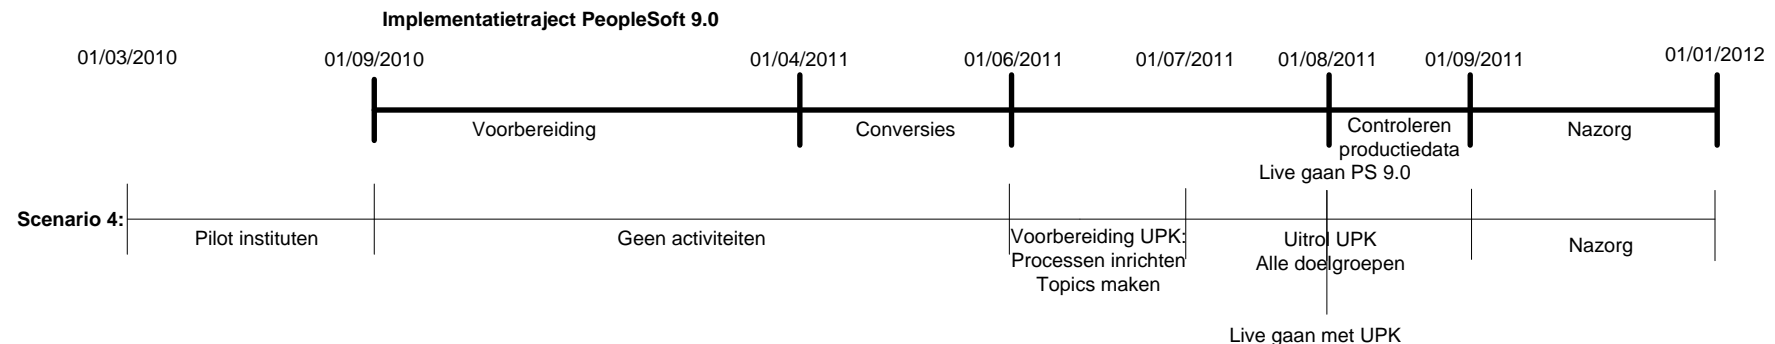 Implementatietraject PeopleSoft 9.0
01/03/2010 01/09/2010 01/04/2011 01/06/2011 01/07/2011 01/08/2011 01/09/2011 01/01/2012
Voorbereiding Conversies Controleren Nazorg
productiedata
Live gaan PS 9.0
Scenario 4:
Pilot instituten Geen activiteiten Voorbereiding UPK: Uitrol UPK Nazorg
Processen inrichten Alle doelgroepen
Topics maken
Live gaan met UPK